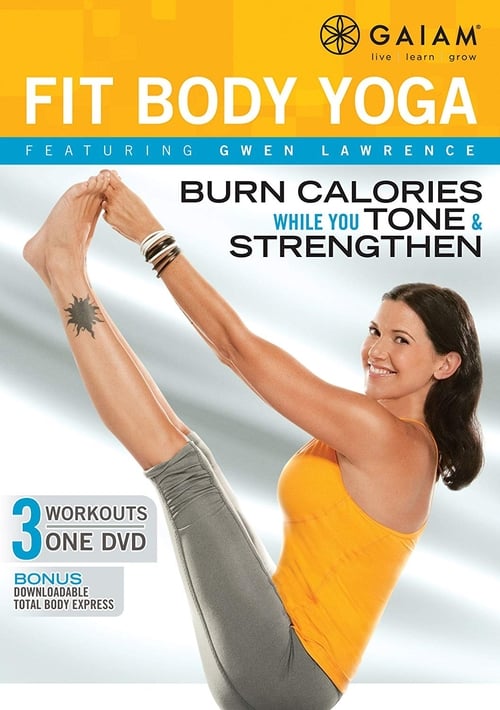 GAIAM®
live | learn | grow
FIT BODY YOGA
FEATURING GWEN LAWRENCE
BURN CALORIES
WHILE YOU TONE &
STRENGTHEN
3 WORKOUTS
ONE DVD
BONUS
DOWNLOADABLE
TOTAL BODY EXPRESS